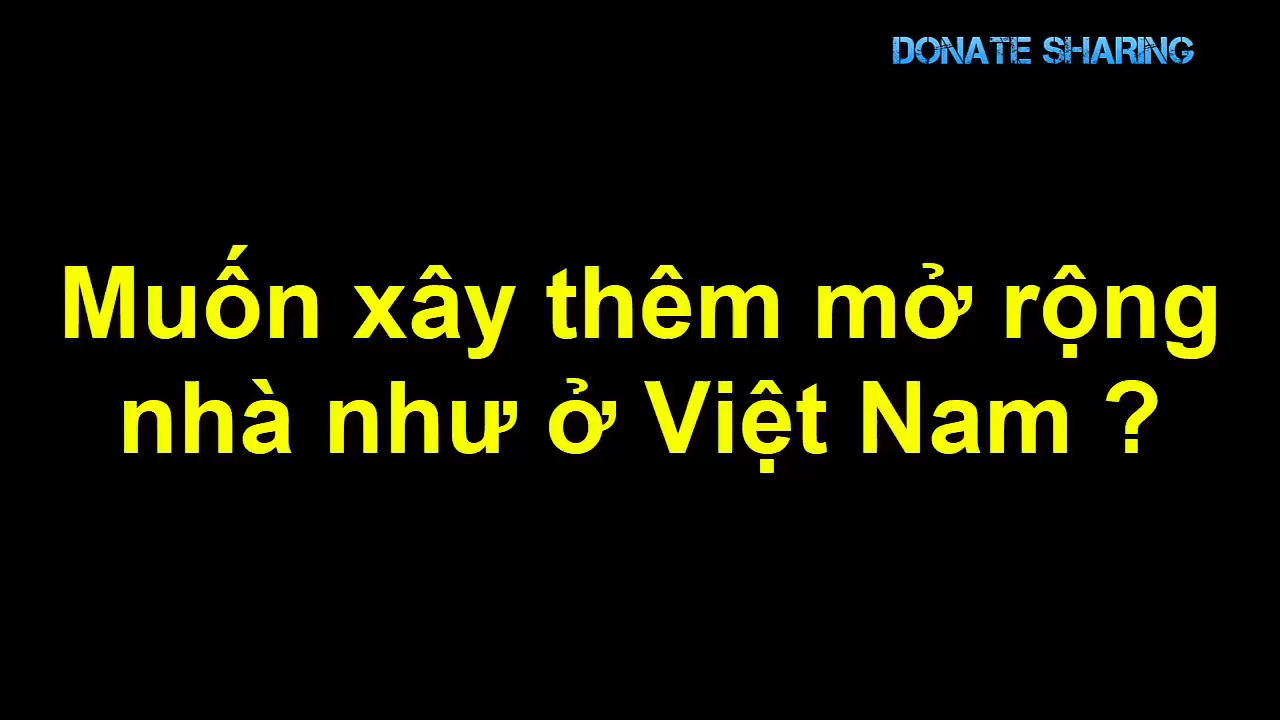 DONATE SHARING
Muốn xây thêm mở rộng
nhà như ở Việt Nam ?